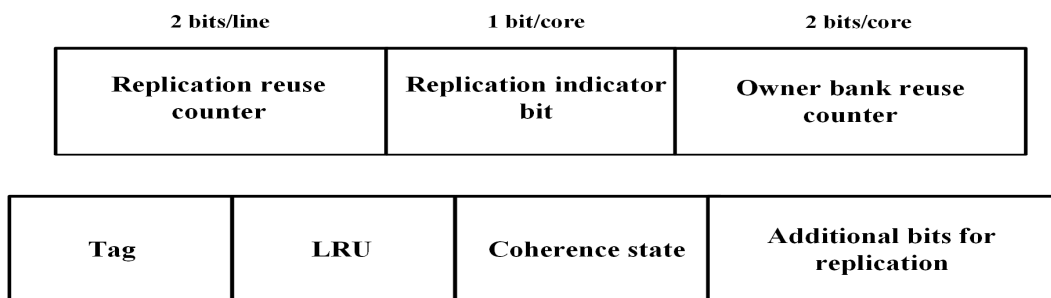 2 bits/line 1 bit/core 2 bits/core
Replication reuse counter
Replication indicator bit
Owner bank reuse counter
Tag
LRU
Coherence state
Additional bits for replication